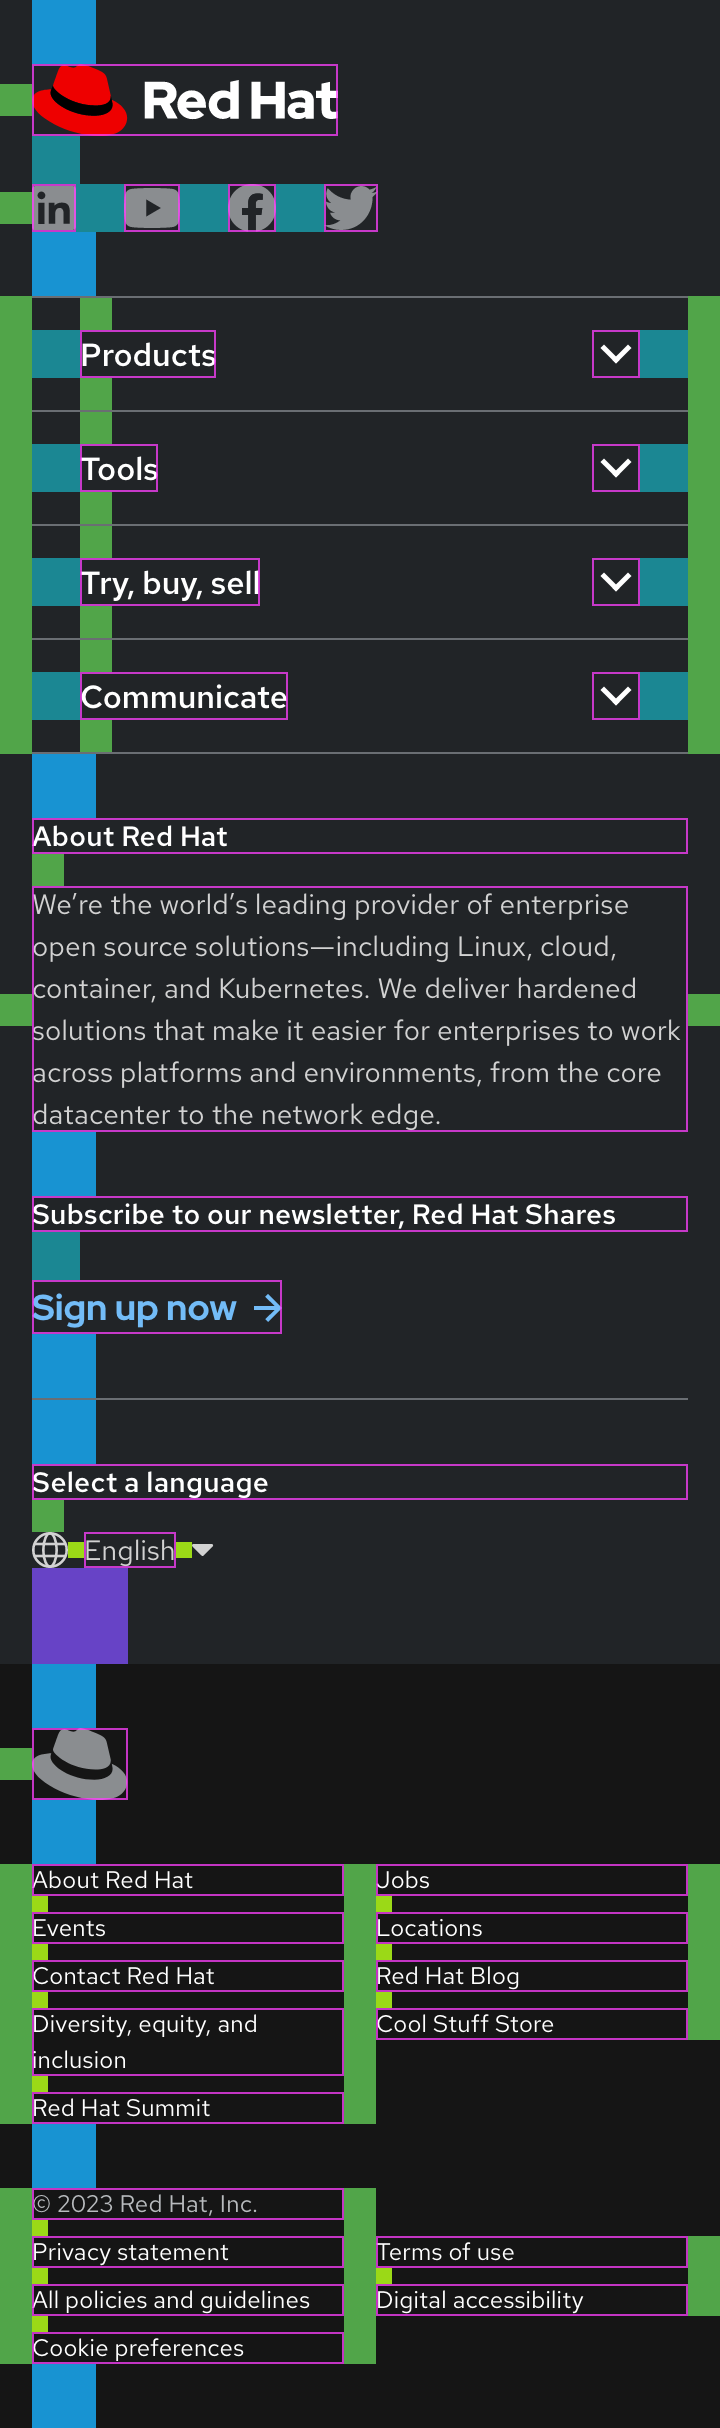 Red Hat
in
Products
Tools
Try, buy, sell
Communicate
About Red Hat
We’re the world’s leading provider of enterprise
open source solutions—including Linux, cloud,
container, and Kubernetes. We deliver hardened
solutions that make it easier for enterprises to work
across platforms and environments, from the core
datacenter to the network edge.
Subscribe to our newsletter, Red Hat Shares
Sign up now →
Select a language
English
About Red Hat
Events
Contact Red Hat
Diversity, equity, and
inclusion
Red Hat Summit
Jobs
Locations
Red Hat Blog
Cool Stuff Store
© 2023 Red Hat, Inc.
Privacy statement
All policies and guidelines
Cookie preferences
Terms of use
Digital accessibility